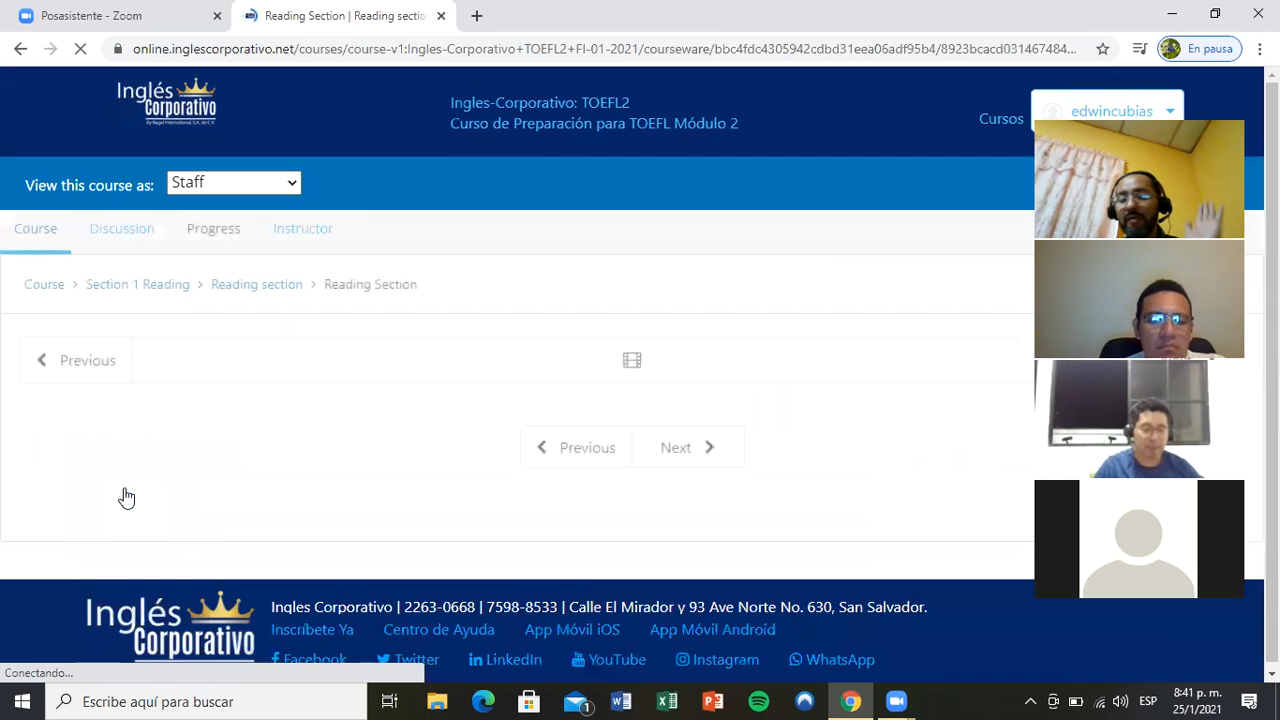 Posasistente - Zoom
Reading Section | Reading sectio
online.inglescorporativo.net/courses/course-v1:Ingles-Corporativo+TOEFL2+FI-01-2021/courseware/bbc4fdc4305942cdbd31eea06adf95b4/8923bcacd031467484...
En pausa
Inglés
Corporativo
By Nagel International, S.A. de C.V.
Ingles-Corporativo: TOEFL2
Curso de Preparación para TOEFL Módulo 2
Cursos
edwincubias
View this course as:
Staff
Course
Discussion
Progress
Instructor
Course > Section 1 Reading > Reading section > Reading Section
Previous
Previous
Next
Inglés
Corporativo
Ingles Corporativo | 2263-0668 | 7598-8533 | Calle El Mirador y 93 Ave Norte No. 630, San Salvador.
Inscríbete Ya
Centro de Ayuda
App Móvil iOS
App Móvil Android
Facebook
Twitter
LinkedIn
YouTube
Instagram
WhatsApp
Conectando...
Escribe aquí para buscar
1
ESP
8:41 p. m.
25/1/2021